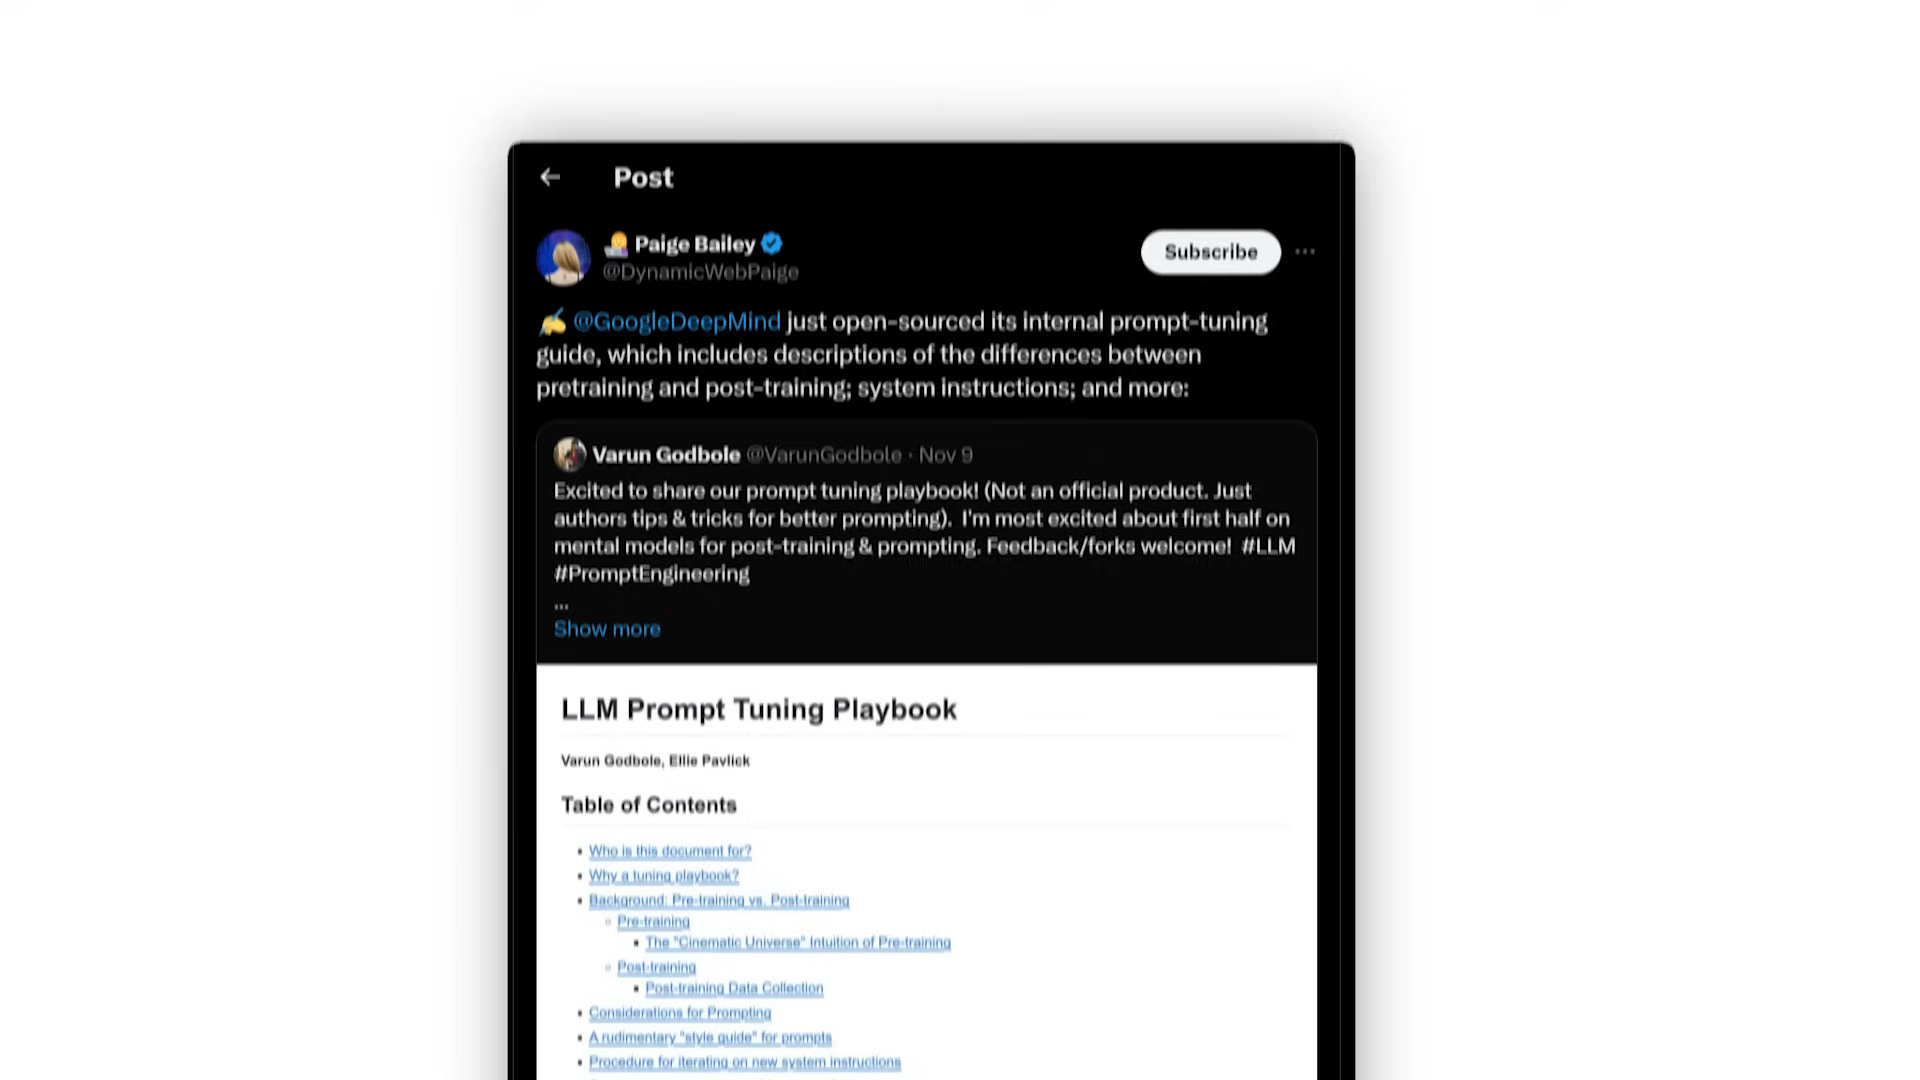 Post
Paige Bailey
@DynamicWebPaige
Subscribe
@GoogleDeepMind just open-sourced its internal prompt-tuning
guide, which includes descriptions of the differences between
pretraining and post-training; system instructions; and more:
Varun Godbole @VarunGodbole · Nov 9
Excited to share our prompt tuning playbook! (Not an official product. Just
authors tips & tricks for better prompting).  I'm most excited about first half on
mental models for post-training & prompting. Feedback/forks welcome!  #LLM
#PromptEngineering
...
Show more
LLM Prompt Tuning Playbook
Varun Godbole, Ellie Pavlick
Table of Contents
Who is this document for?
Why a tuning playbook?
Background: Pre-training vs. Post-training
Pre-training
The "Cinematic Universe" Intuition of Pre-training
Post-training
Post-training Data Collection
Considerations for Prompting
A rudimentary "style guide" for prompts
Procedure for iterating on new system instructions